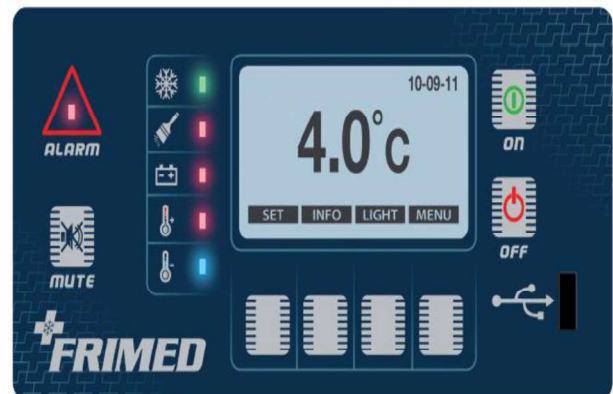 ALARM
MUTE
FRIMED
10-09-11
4.0°C
SET INFO LIGHT MENU
ON
OFF